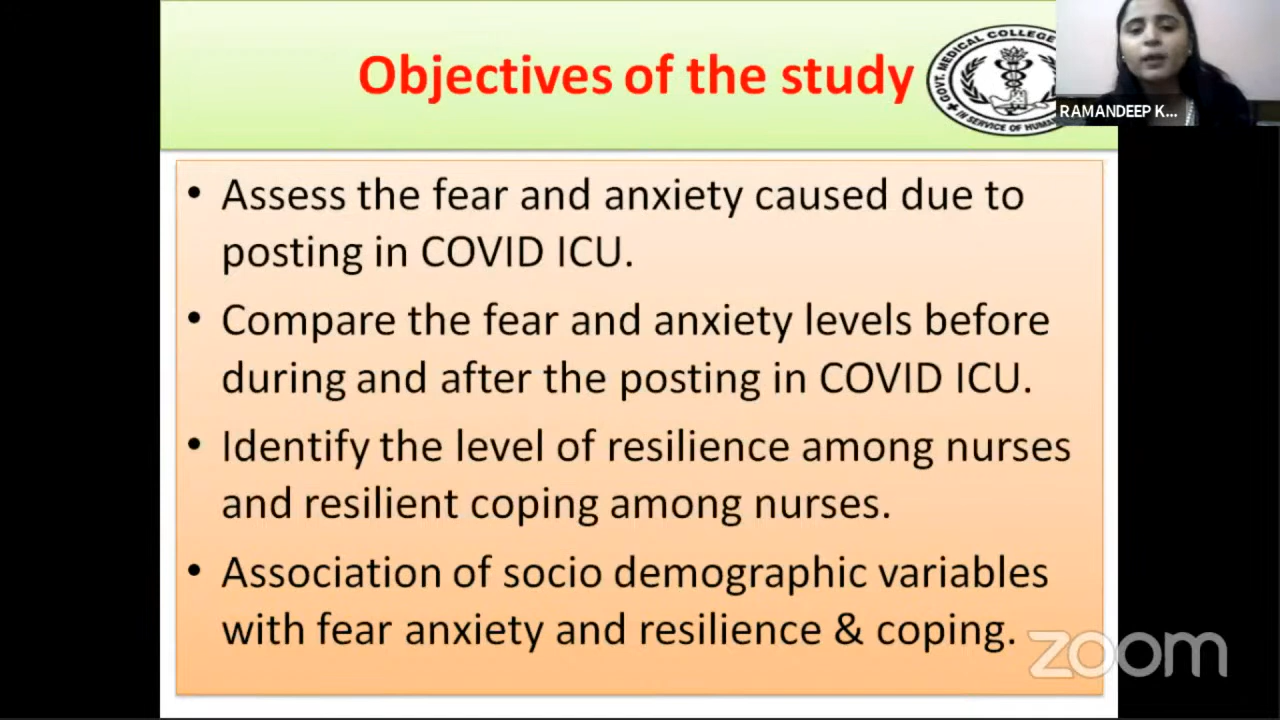 Objectives of the study
GOVT. MEDICAL COLLEGE
IN SERVICE OF
RAMANDEEP K...
• Assess the fear and anxiety caused due to
posting in COVID ICU.
• Compare the fear and anxiety levels before
during and after the posting in COVID ICU.
• Identify the level of resilience among nurses
and resilient coping among nurses.
• Association of socio demographic variables
with fear anxiety and resilience & coping.
zoom